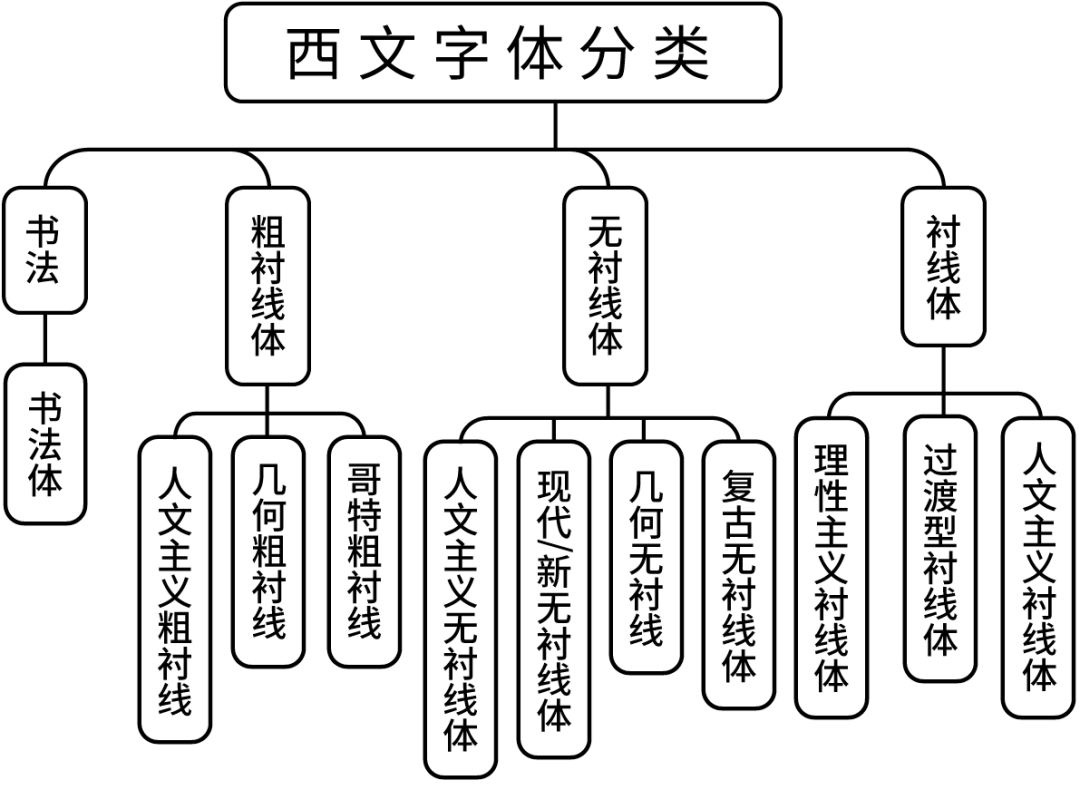 西文字体分类
书法
粗衬线体
无衬线体
衬线体
书法体
人文主义粗衬线
几何粗衬线
哥特粗衬线
人文主义无衬线体
现代/新无衬线体
几何无衬线
复古无衬线体
理性主义衬线体
过渡型衬线体
人文主义衬线体